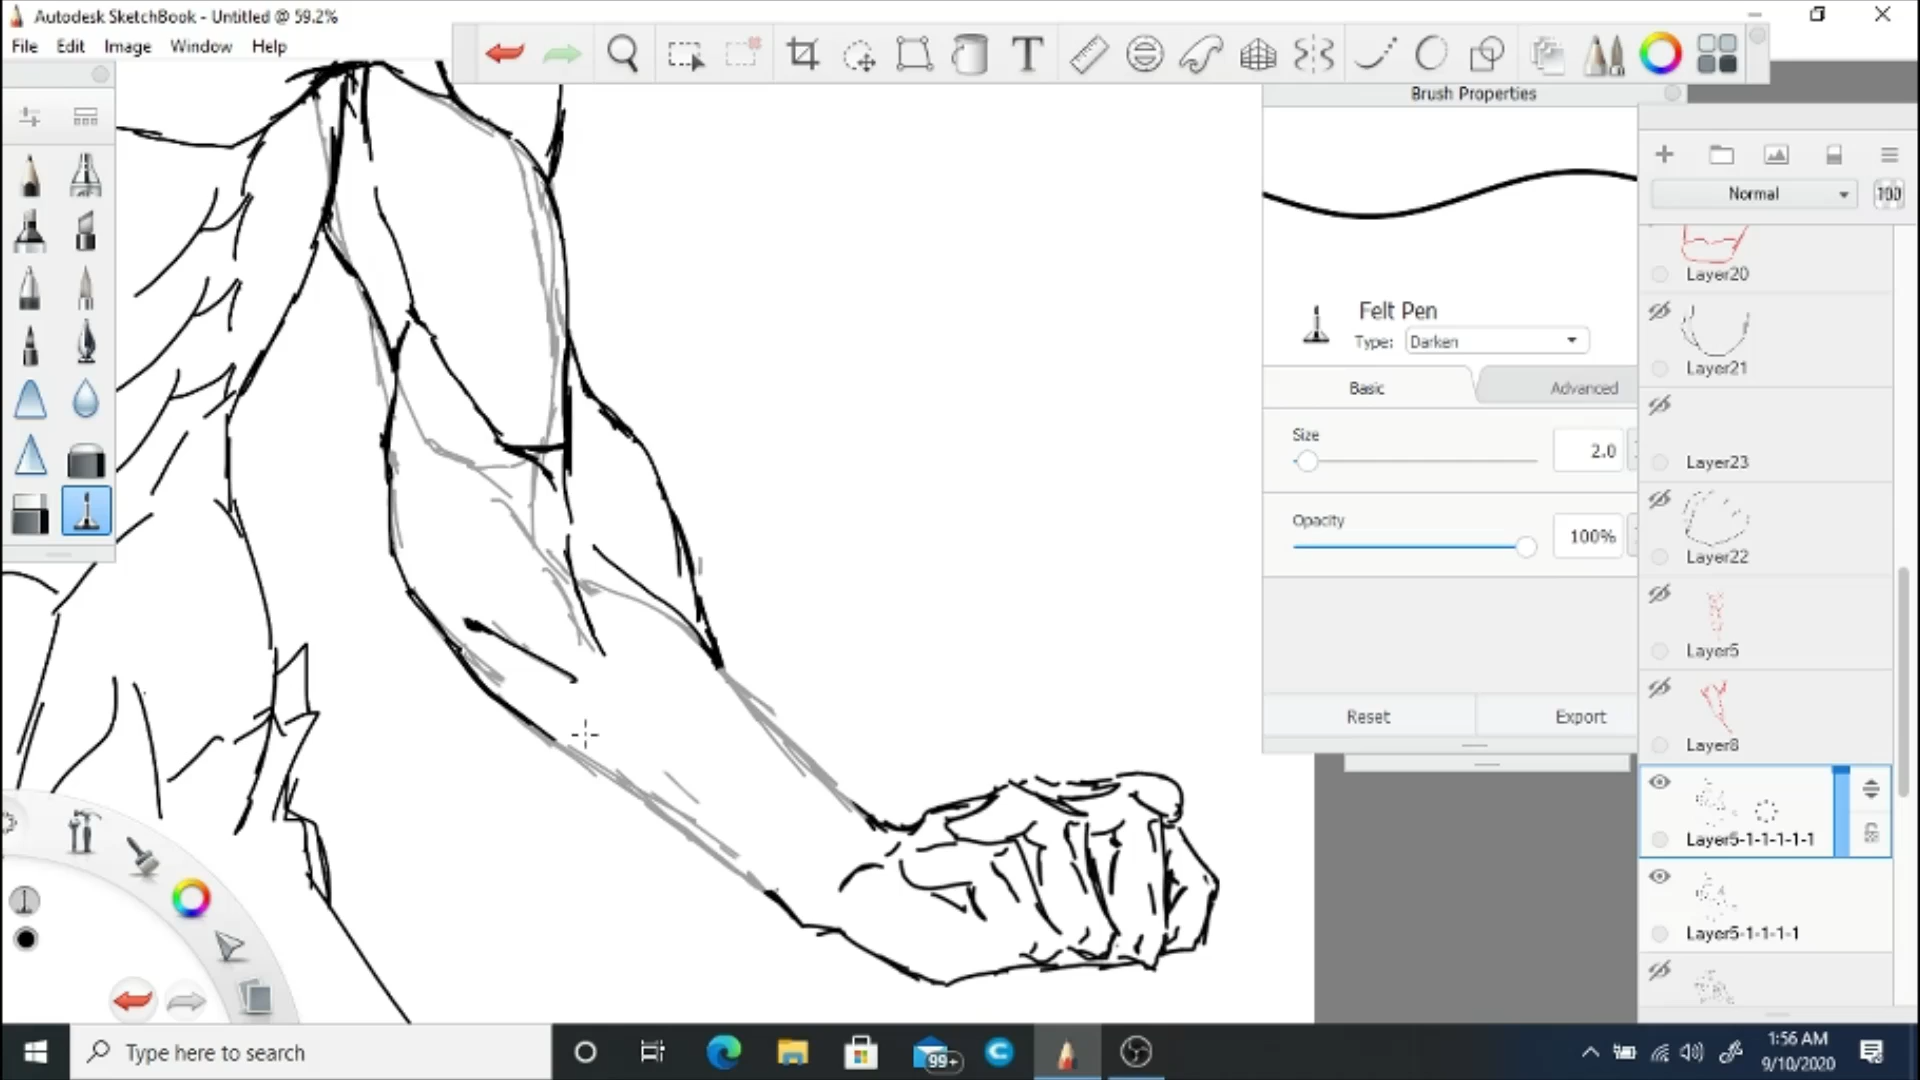 Autodesk SketchBook - Untitled @ 59.2%
File Edit Image Window Help
T
Brush Properties
Normal
100
Felt Pen
Type: Darken
Basic
Advanced
Size
2.0
Opacity
100%
Reset
Export
Layer20
Layer21
Layer23
Layer22
Layer5
Layer8
Layer5-1-1-1-1-1
Layer5-1-1-1-1
Type here to search
99+
1:56 AM
9/10/2020